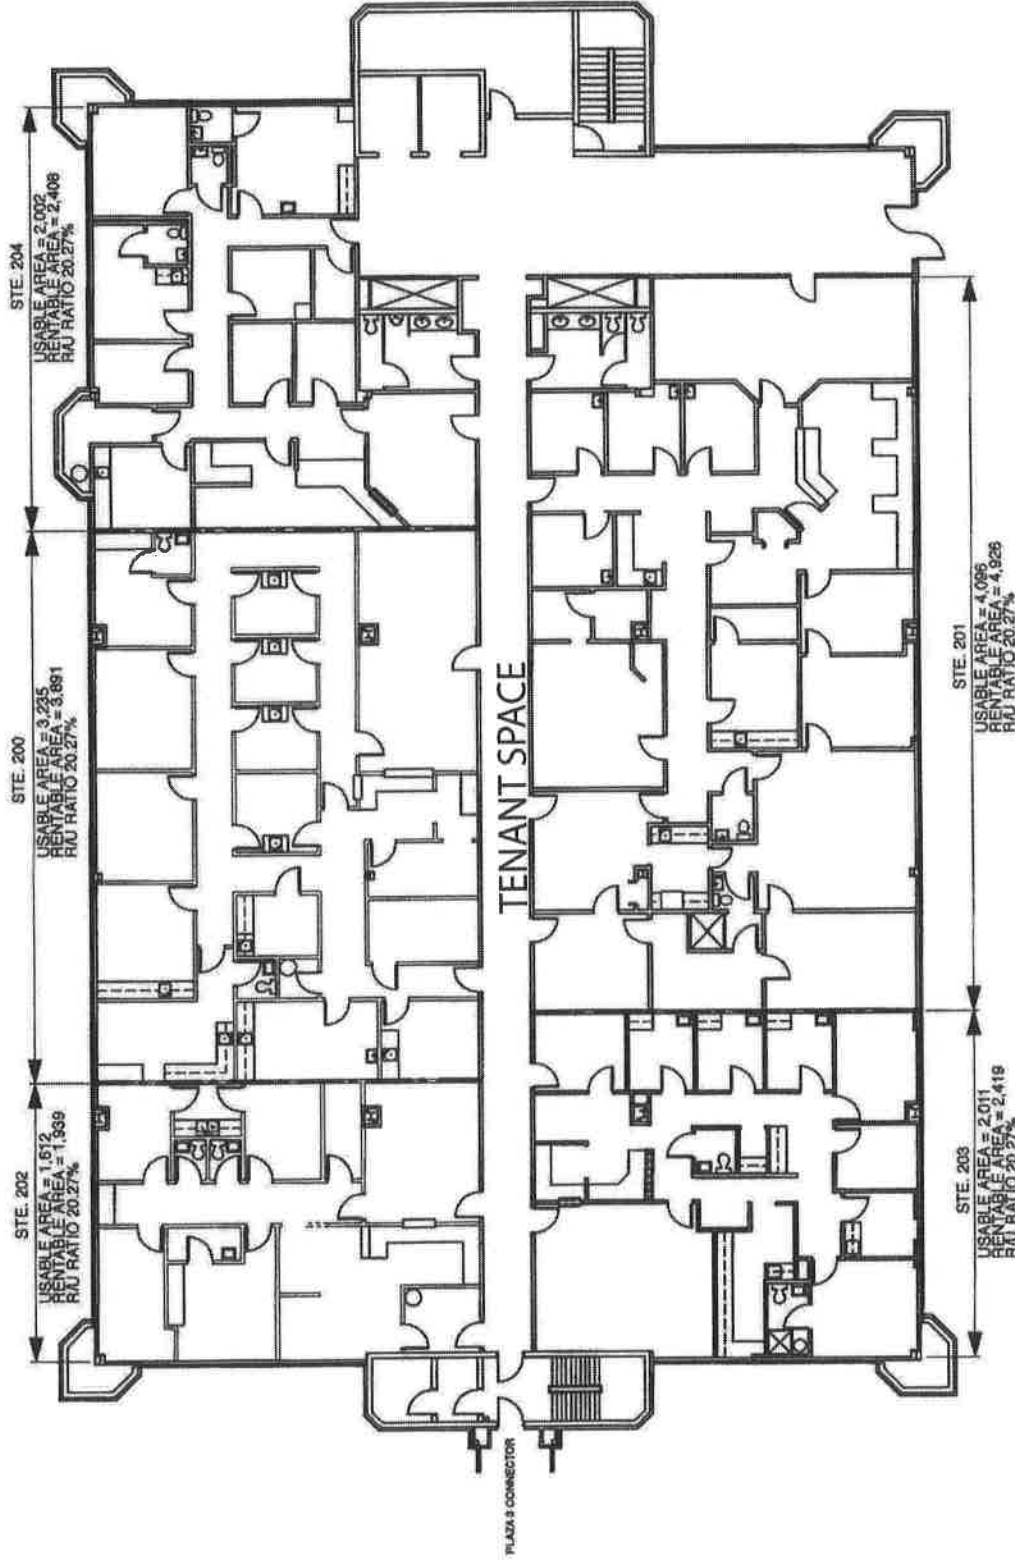 STE. 204
USABLE AREA = 2,002
RENTABLE AREA = 2,408
R/U RATIO 20.27%
STE. 200
USABLE AREA = 3,235
RENTABLE AREA = 3,891
R/U RATIO 20.27%
STE. 202
USABLE AREA = 1,612
RENTABLE AREA = 1,939
R/U RATIO 20.27%
TENANT SPACE
STE. 201
USABLE AREA = 4,096
RENTABLE AREA = 4,926
R/U RATIO 20.27%
STE. 203
USABLE AREA = 2,011
RENTABLE AREA = 2,419
R/U RATIO 20.27%
PLAZA 3 CONNECTOR